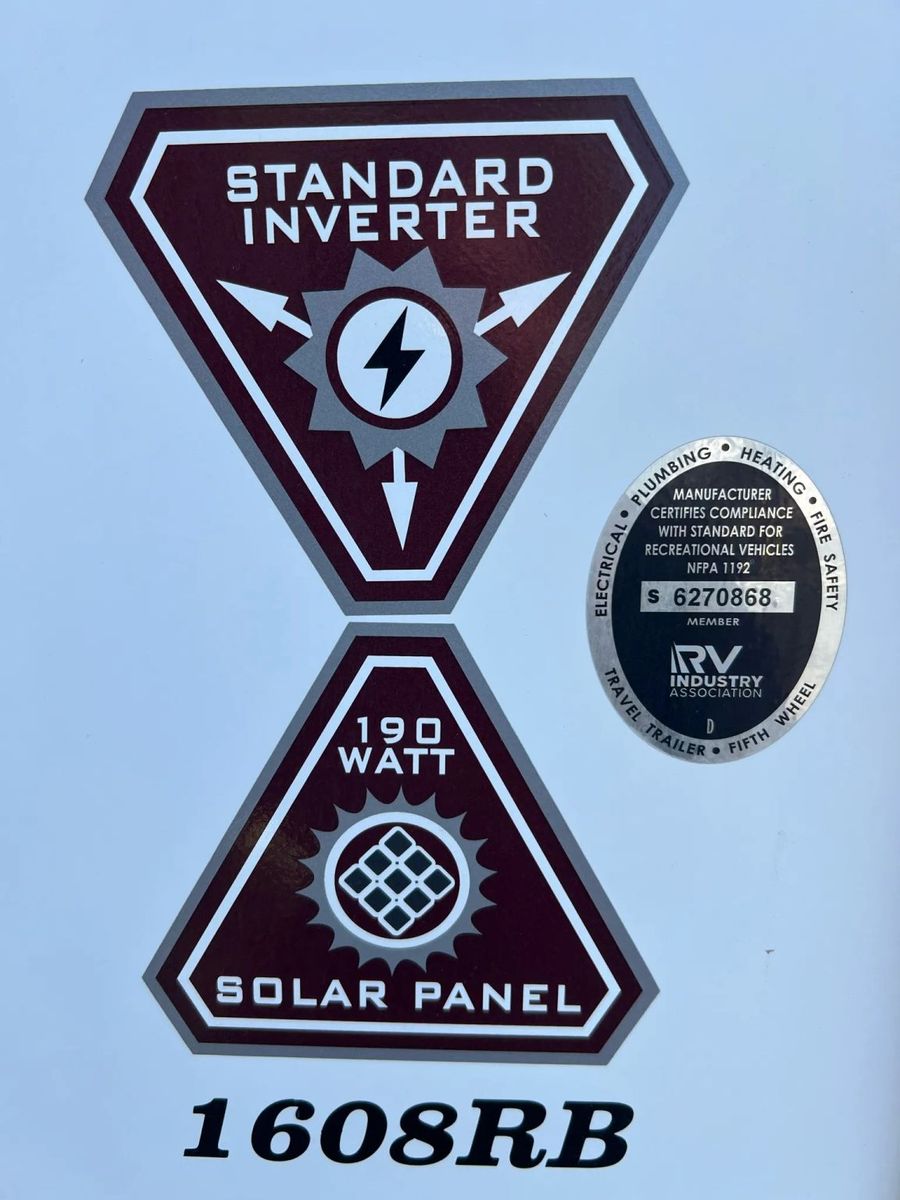 STANDARD
INVERTER
190
WATT
SOLAR PANEL
1608RB
ELECTRICAL • PLUMBING • HEATING • FIRE SAFETY
MANUFACTURER
CERTIFIES COMPLIANCE
WITH STANDARD FOR
RECREATIONAL VEHICLES
NFPA 1192
S 6270868
MEMBER
RV
INDUSTRY
ASSOCIATION
D
TRAVEL TRAILER • FIFTH WHEEL